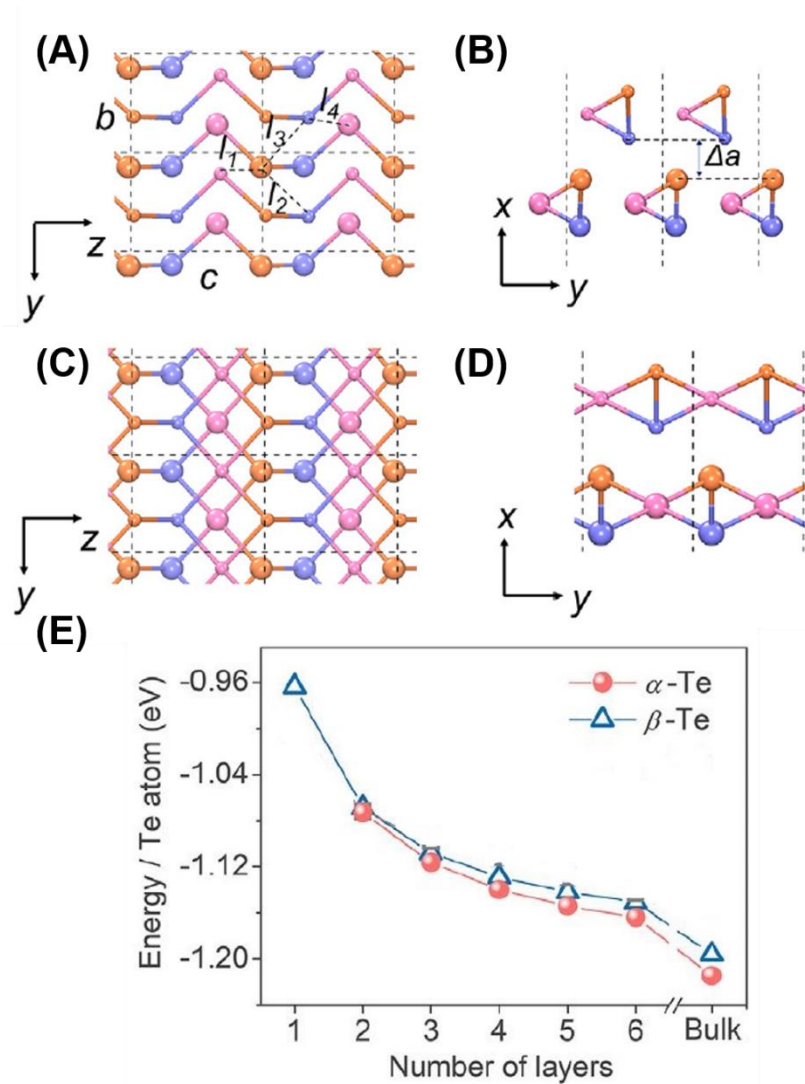 (A)
b
l1
l2
l3
l4
z
c
y
(B)
Δa
x
y
(C)
z
y
(D)
x
y
(E)
Energy / Te atom (eV)
-0.96
-1.04
-1.12
-1.20
α-Te
β-Te
1 2 3 4 5 6 Bulk
Number of layers